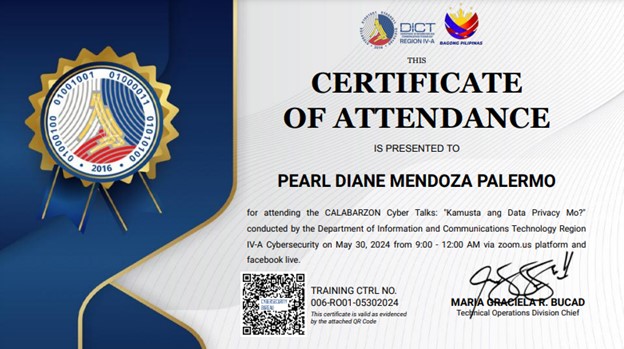 DICT
REGION IV-A
BAGONG PILIPINAS
THIS
CERTIFICATE
OF ATTENDANCE
IS PRESENTED TO
PEARL DIANE MENDOZA PALERMO
for attending the CALABARZON Cyber Talks: "Kamusta ang Data Privacy Mo?"
conducted by the Department of Information and Communications Technology Region
IV-A Cybersecurity on May 30, 2024 from 9:00 - 12:00 AM via zoom.us platform and
facebook live.
01000100 01001001 01000011 01010100
• 2016 •
TRAINING CTRL NO.
006-RO01-05302024
This certificate is valid as evidenced
by the attached QR Code
MARIA GRACIELA R. BUCAD
Technical Operations Division Chief